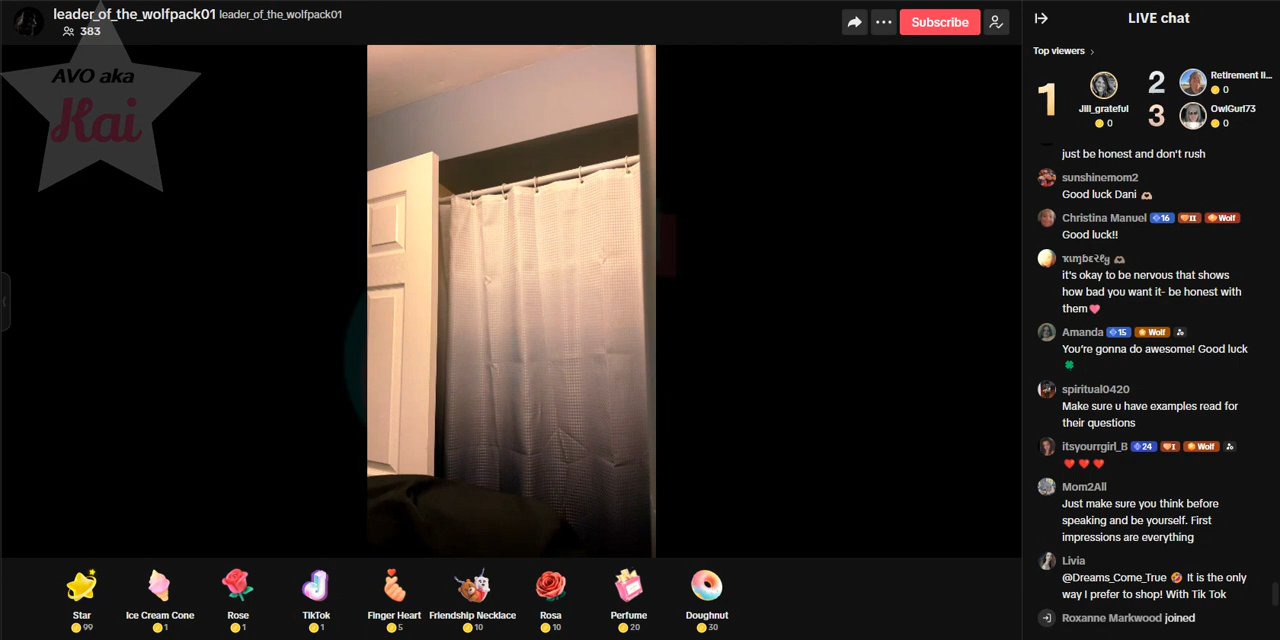 leader_of_the_wolfpack01 leader_of_the_wolfpack01
383
Subscribe
AVO aka
Kai
LIVE chat
Top viewers
1
Jill_grateful
0
2
Retirement li...
0
3
OwlGurl73
0
just be honest and don't rush
sunshinemom2
Good luck Dani
Christina Manuel 16 II Wolf
Good luck!!
it's okay to be nervous that shows
how bad you want it- be honest with
them
Amanda 15 Wolf
You're gonna do awesome! Good luck
spiritual0420
Make sure u have examples read for
their questions
itsyourrgirl_B 24 I Wolf
Mom2All
Just make sure you think before
speaking and be yourself. First
impressions are everything
Livia
@Dreams_Come_True It is the only
way I prefer to shop! With Tik Tok
Roxanne Markwood joined
Star
99
Ice Cream Cone
1
Rose
1
TikTok
1
Finger Heart
5
Friendship Necklace
10
Rosa
10
Perfume
20
Doughnut
30